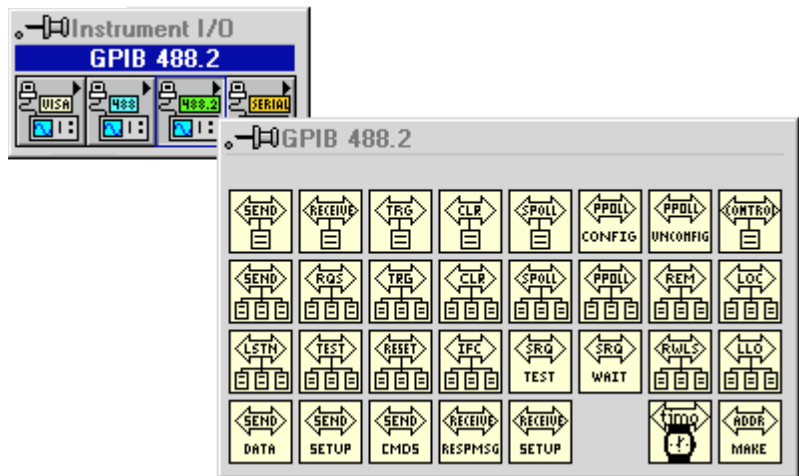 Instrument I/O
GPIB 488.2
VISA 488 488.2 SERIAL
GPIB 488.2
SEND RECEIVE TRG CLR SPOLL PPOLL PPOLL CONTROL
CONFIG UNCONFIG
SEND RQS TRG CLR SPOLL PPOLL REM LOC
LSTN TEST RESET IFC SRQ SRQ RWLS LLO
TEST WAIT
SEND SEND SEND RECEIVE RECEIVE timo ADDR
DATA SETUP CMDS RESPMSG SETUP MAKE